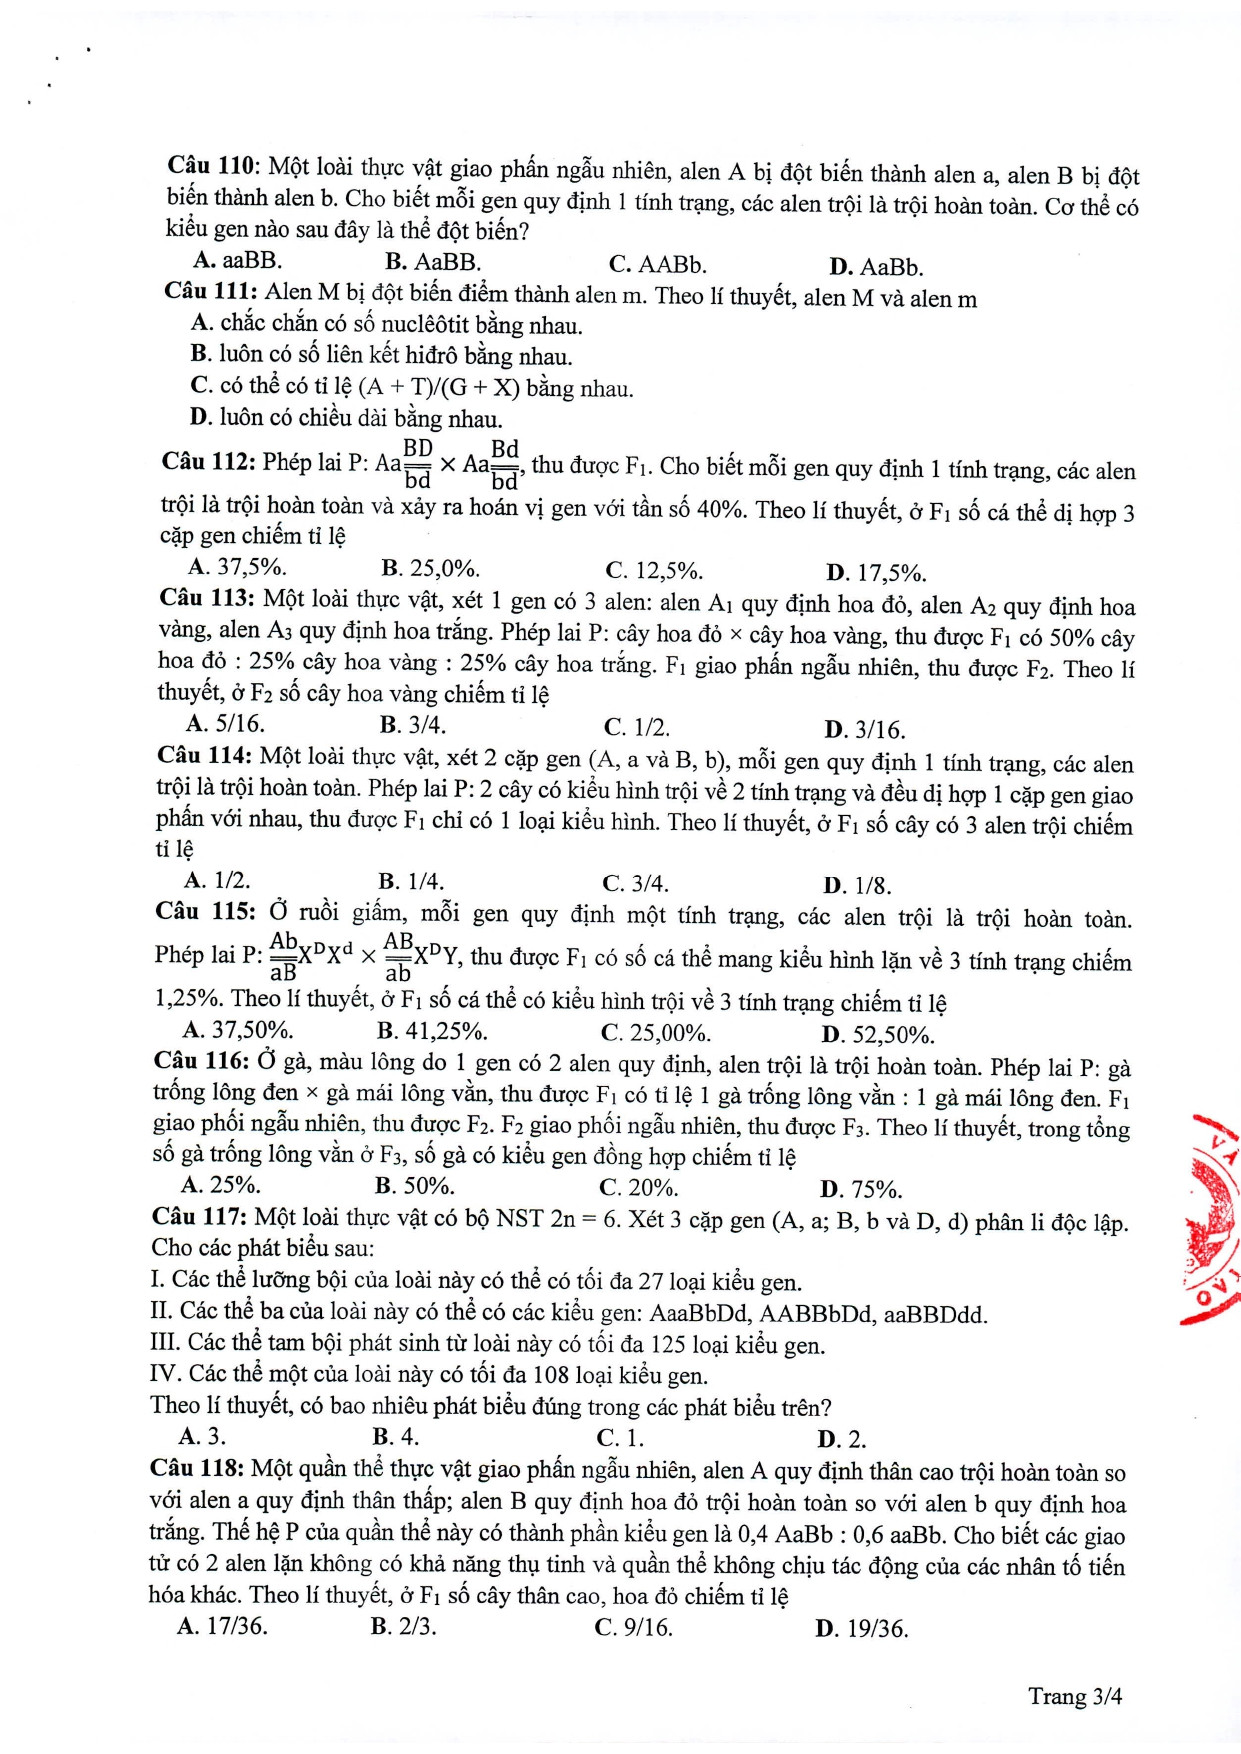 Câu 110: Một loài thực vật giao phấn ngẫu nhiên, alen A bị đột biến thành alen a, alen B bị đột
biến thành alen b. Cho biết mỗi gen quy định 1 tính trạng, các alen trội là trội hoàn toàn. Cơ thể có
kiểu gen nào sau đây là thể đột biến?
A. aaBB. B. AaBB. C. AABb. D. AaBb.
Câu 111: Alen M bị đột biến điểm thành alen m. Theo lí thuyết, alen M và alen m
A. chắc chắn có số nuclêôtit bằng nhau.
B. luôn có số liên kết hiđrô bằng nhau.
C. có thể có tỉ lệ (A + T)/(G + X) bằng nhau.
D. luôn có chiều dài bằng nhau.
Câu 112: Phép lai P: Aa BD/bd × Aa Bd/bd, thu được F1. Cho biết mỗi gen quy định 1 tính trạng, các alen
trội là trội hoàn toàn và xảy ra hoán vị gen với tần số 40%. Theo lí thuyết, ở F1 số cá thể dị hợp 3
cặp gen chiếm tỉ lệ
A. 37,5%. B. 25,0%. C. 12,5%. D. 17,5%.
Câu 113: Một loài thực vật, xét 1 gen có 3 alen: alen A1 quy định hoa đỏ, alen A2 quy định hoa
vàng, alen A3 quy định hoa trắng. Phép lai P: cây hoa đỏ × cây hoa vàng, thu được F1 có 50% cây
hoa đỏ : 25% cây hoa vàng : 25% cây hoa trắng. F1 giao phấn ngẫu nhiên, thu được F2. Theo lí
thuyết, ở F2 số cây hoa vàng chiếm tỉ lệ
A. 5/16. B. 3/4. C. 1/2. D. 3/16.
Câu 114: Một loài thực vật, xét 2 cặp gen (A, a và B, b), mỗi gen quy định 1 tính trạng, các alen
trội là trội hoàn toàn. Phép lai P: 2 cây có kiểu hình trội về 2 tính trạng và đều dị hợp 1 cặp gen giao
phấn với nhau, thu được F1 chỉ có 1 loại kiểu hình. Theo lí thuyết, ở F1 số cây có 3 alen trội chiếm
tỉ lệ
A. 1/2. B. 1/4. C. 3/4. D. 1/8.
Câu 115: Ở ruồi giấm, mỗi gen quy định một tính trạng, các alen trội là trội hoàn toàn.
Phép lai P: Ab/aB XᴰXᵈ × AB/ab XᴰY, thu được F1 có số cá thể mang kiểu hình lặn về 3 tính trạng chiếm
1,25%. Theo lí thuyết, ở F1 số cá thể có kiểu hình trội về 3 tính trạng chiếm tỉ lệ
A. 37,50%. B. 41,25%. C. 25,00%. D. 52,50%.
Câu 116: Ở gà, màu lông do 1 gen có 2 alen quy định, alen trội là trội hoàn toàn. Phép lai P: gà
trống lông đen × gà mái lông vằn, thu được F1 có tỉ lệ 1 gà trống lông vằn : 1 gà mái lông đen. F1
giao phối ngẫu nhiên, thu được F2. F2 giao phối ngẫu nhiên, thu được F3. Theo lí thuyết, trong tổng
số gà trống lông vằn ở F3, số gà có kiểu gen đồng hợp chiếm tỉ lệ
A. 25%. B. 50%. C. 20%. D. 75%.
Câu 117: Một loài thực vật có bộ NST 2n = 6. Xét 3 cặp gen (A, a; B, b và D, d) phân li độc lập.
Cho các phát biểu sau:
I. Các thể lưỡng bội của loài này có thể có tối đa 27 loại kiểu gen.
II. Các thể ba của loài này có thể có các kiểu gen: AaaBbDd, AABBbDd, aaBBDdd.
III. Các thể tam bội phát sinh từ loài này có tối đa 125 loại kiểu gen.
IV. Các thể một của loài này có tối đa 108 loại kiểu gen.
Theo lí thuyết, có bao nhiêu phát biểu đúng trong các phát biểu trên?
A. 3. B. 4. C. 1. D. 2.
Câu 118: Một quần thể thực vật giao phấn ngẫu nhiên, alen A quy định thân cao trội hoàn toàn so
với alen a quy định thân thấp; alen B quy định hoa đỏ trội hoàn toàn so với alen b quy định hoa
trắng. Thế hệ P của quần thể này có thành phần kiểu gen là 0,4 AaBb : 0,6 aaBb. Cho biết các giao
tử có 2 alen lặn không có khả năng thụ tinh và quần thể không chịu tác động của các nhân tố tiến
hóa khác. Theo lí thuyết, ở F1 số cây thân cao, hoa đỏ chiếm tỉ lệ
A. 17/36. B. 2/3. C. 9/16. D. 19/36.
Trang 3/4